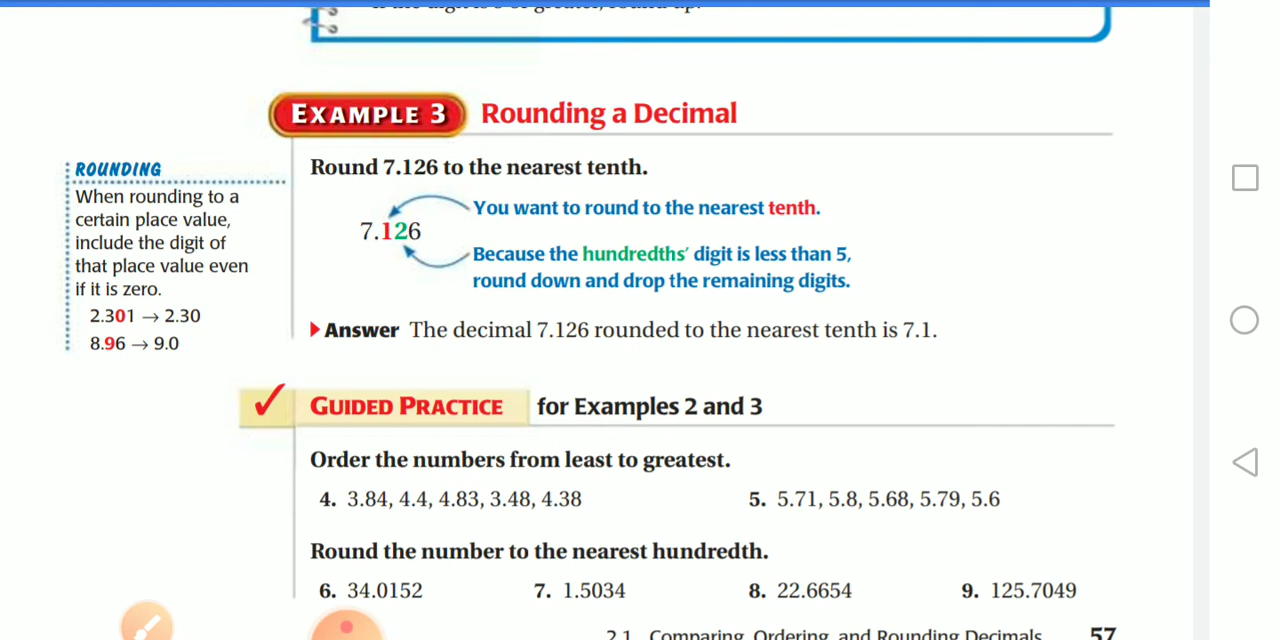 EXAMPLE 3 Rounding a Decimal
ROUNDING
When rounding to a
certain place value,
include the digit of
that place value even
if it is zero.
2.301 → 2.30
8.96 → 9.0
Round 7.126 to the nearest tenth.
You want to round to the nearest tenth.
7.126
Because the hundredths' digit is less than 5,
round down and drop the remaining digits.
Answer The decimal 7.126 rounded to the nearest tenth is 7.1.
✓ GUIDED PRACTICE for Examples 2 and 3
Order the numbers from least to greatest.
4. 3.84, 4.4, 4.83, 3.48, 4.38 5. 5.71, 5.8, 5.68, 5.79, 5.6
Round the number to the nearest hundredth.
6. 34.0152 7. 1.5034 8. 22.6654 9. 125.7049
2.1 Comparing, Ordering, and Rounding Decimals 57